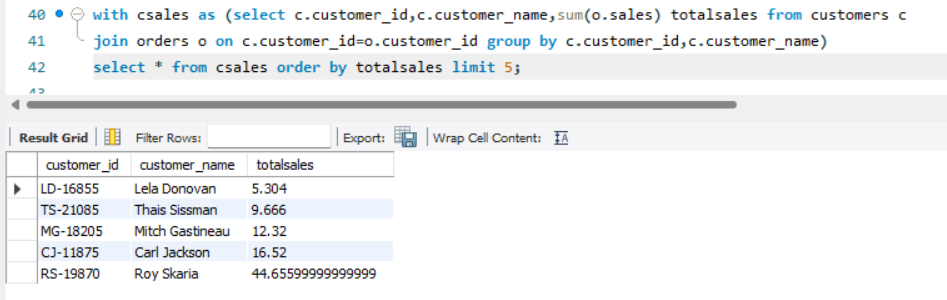 40 with csales as (select c.customer_id,c.customer_name,sum(o.sales) totalsales from customers c
41 join orders o on c.customer_id=o.customer_id group by c.customer_id,c.customer_name)
42 select * from csales order by totalsales limit 5;
43
Result Grid Filter Rows: Export: Wrap Cell Content: IA
customer_id customer_name totalsales
LD-16855 Lela Donovan 5.304
TS-21085 Thais Sissman 9.666
MG-18205 Mitch Gastineau 12.32
CJ-11875 Carl Jackson 16.52
RS-19870 Roy Skaria 44.65599999999999